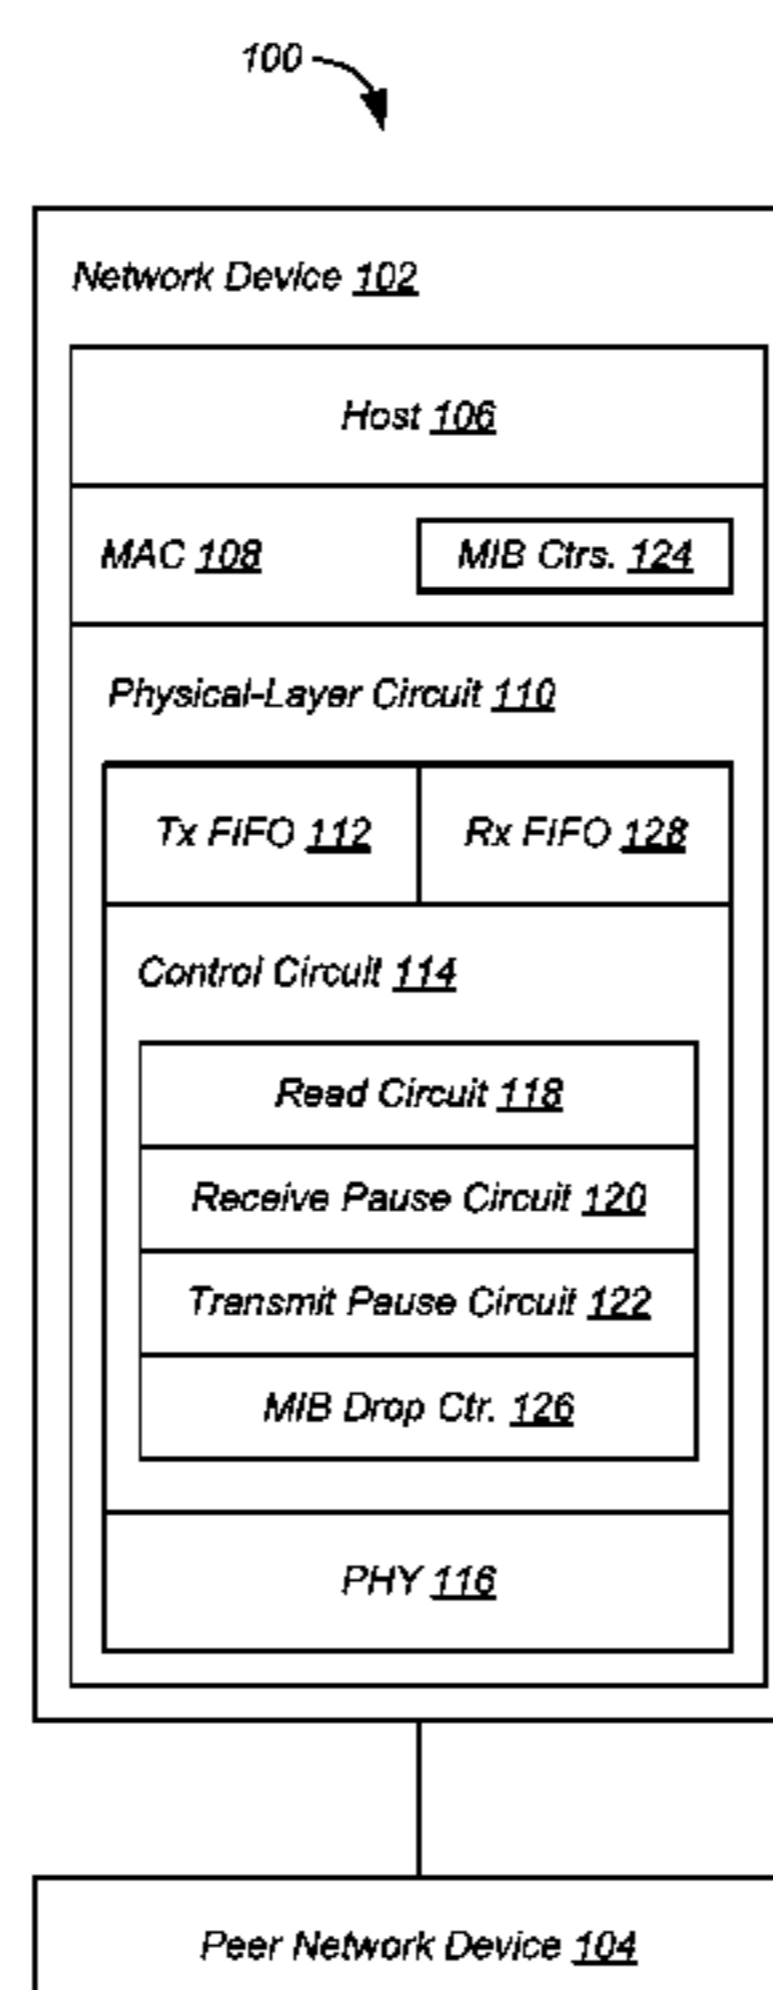 100
Network Device 102
Host 106
MAC 108 MIB Ctrs. 124
Physical-Layer Circuit 110
Tx FIFO 112 Rx FIFO 128
Control Circuit 114
Read Circuit 118
Receive Pause Circuit 120
Transmit Pause Circuit 122
MIB Drop Ctr. 126
PHY 116
Peer Network Device 104